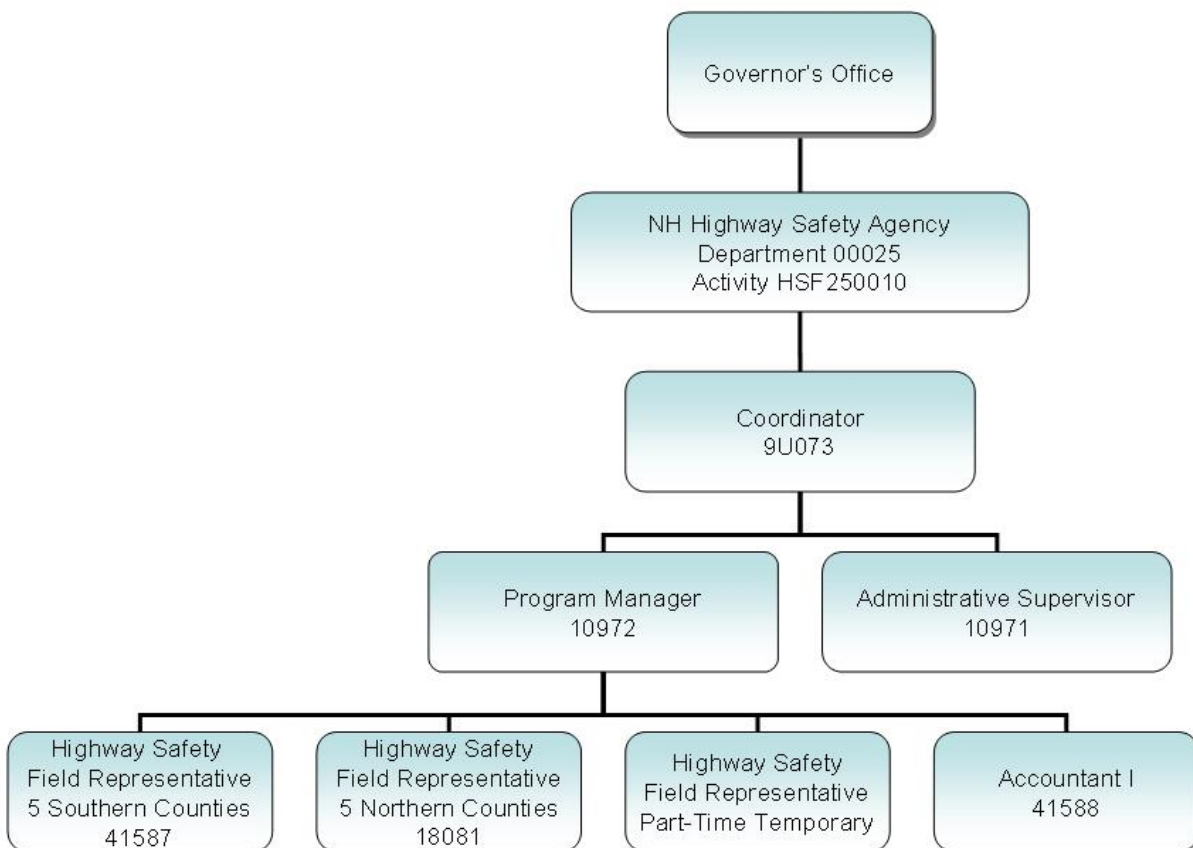 Governor's Office
NH Highway Safety Agency
Department 00025
Activity HSF250010
Coordinator
9U073
Program Manager
10972
Administrative Supervisor
10971
Highway Safety
Field Representative
5 Southern Counties
41587
Highway Safety
Field Representative
5 Northern Counties
18081
Highway Safety
Field Representative
Part-Time Temporary
Accountant I
41588